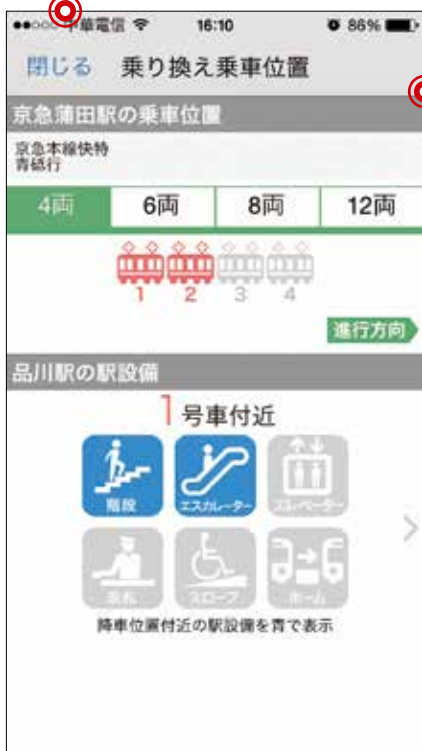 中華電信 16:10 86%
閉じる 乗り換え乗車位置
京急蒲田駅の乗車位置
京急本線快特
青砥行
4両 6両 8両 12両
1 2 3 4
進行方向
品川駅の駅設備
1号車付近
階段 エスカレーター エレベーター
改札 スロープ ホーム
降車位置付近の駅設備を青で表示